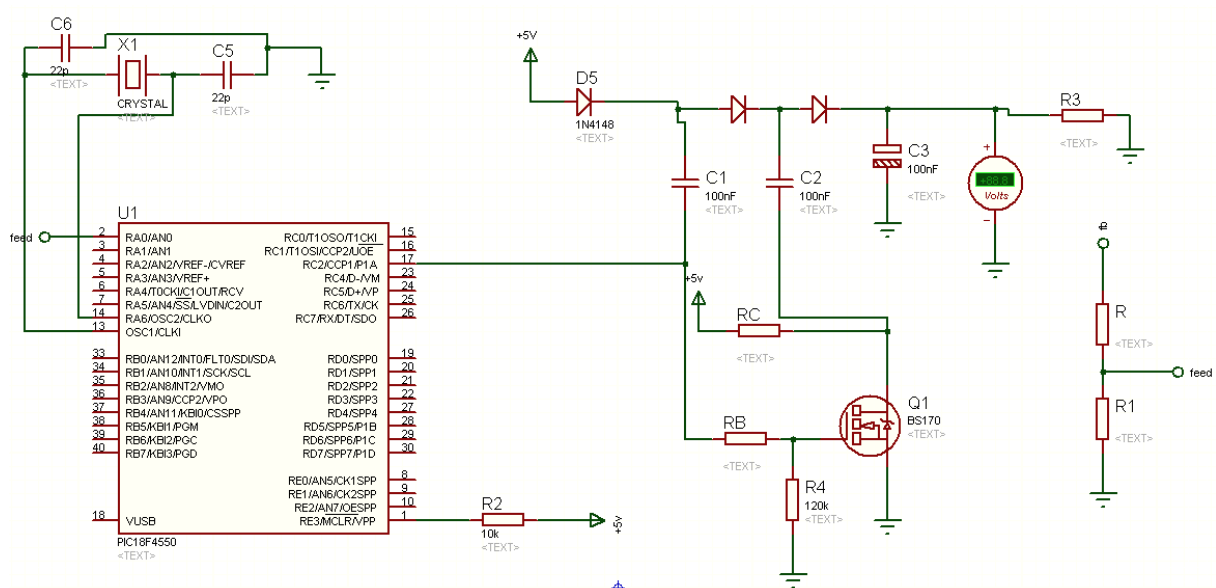 C6
22p
<TEXT>
X1
CRYSTAL
<TEXT>
C5
22p
<TEXT>
+5V
D5
1N4148
<TEXT>
C1
100nF
<TEXT>
C2
100nF
<TEXT>
C3
100nF
<TEXT>
+88.8
Volts
R3
<TEXT>
feed
U1
2 RA0/AN0
3 RA1/AN1
4 RA2/AN2/VREF-/CVREF
5 RA3/AN3/VREF+
6 RA4/T0CKI/C1OUT/RCV
7 RA5/AN4/SS/LVDIN/C2OUT
14 RA6/OSC2/CLKO
13 OSC1/CLKI
33 RB0/AN12/INT0/FLT0/SDI/SDA
34 RB1/AN10/INT1/SCK/SCL
35 RB2/AN8/INT2/VMO
36 RB3/AN9/CCP2/VPO
37 RB4/AN11/KBI0/CSSPP
38 RB5/KBI1/PGM
39 RB6/KBI2/PGC
40 RB7/KBI3/PGD
18 VUSB
RC0/T1OSO/T1CKI 15
RC1/T1OSI/CCP2/UOE 16
RC2/CCP1/P1A 17
RC4/D-/VM 23
RC5/D+/VP 24
RC6/TX/CK 25
RC7/RX/DT/SDO 26
RD0/SPP0 19
RD1/SPP1 20
RD2/SPP2 21
RD3/SPP3 22
RD4/SPP4 27
RD5/SPP5/P1B 28
RD6/SPP6/P1C 29
RD7/SPP7/P1D 30
RE0/AN5/CK1SPP 8
RE1/AN6/CK2SPP 9
RE2/AN7/OESPP 10
RE3/MCLR/VPP 1
PIC18F4550
<TEXT>
R2
10k
<TEXT>
+5v
+5v
RC
<TEXT>
RB
<TEXT>
R4
120k
<TEXT>
Q1
BS170
<TEXT>
R
<TEXT>
feed
R1
<TEXT>